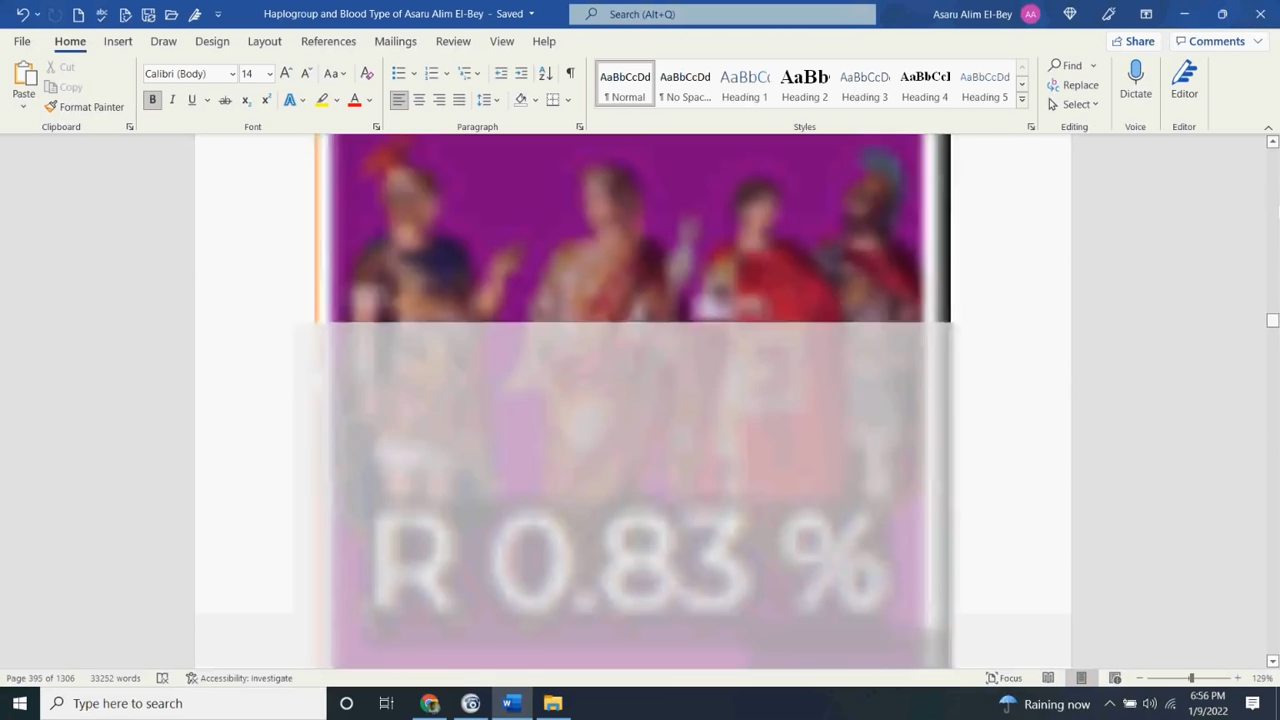 Haplogroup and Blood Type of Asaru Alim El-Bey - Saved
Search (Alt+Q)
Asaru Alim El-Bey
AA
File Home Insert Draw Design Layout References Mailings Review View Help
Share
Comments
Paste
Cut
Copy
Format Painter
Clipboard
Calibri (Body)
14
Font
Paragraph
AaBbCcDd
¶ Normal
AaBbCcDd
¶ No Spac...
AaBbCc
Heading 1
AaBb
Heading 2
AaBbCcDd
Heading 3
AaBbCcI
Heading 4
AaBbCcDd
Heading 5
Styles
Find
Replace
Select
Editing
Dictate
Voice
Editor
Editor
R 0.83 %
Page 395 of 1306
33252 words
Accessibility: Investigate
Focus
129%
Type here to search
Raining now
6:56 PM
1/9/2022